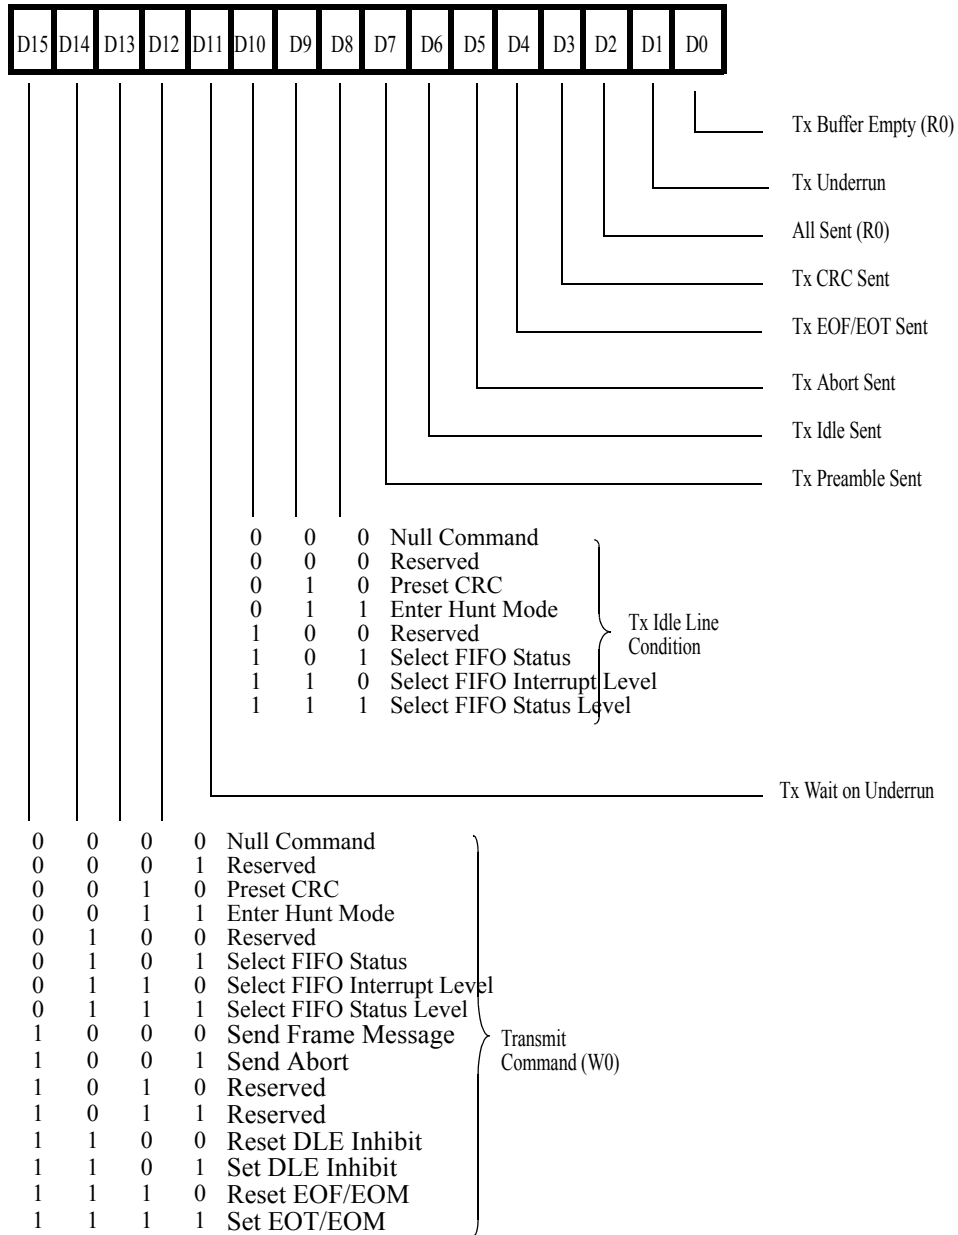 D15 D14 D13 D12 D11 D10 D9 D8 D7 D6 D5 D4 D3 D2 D1 D0
Tx Buffer Empty (R0)
Tx Underrun
All Sent (R0)
Tx CRC Sent
Tx EOF/EOT Sent
Tx Abort Sent
Tx Idle Sent
Tx Preamble Sent
0 0 0 Null Command
0 0 0 Reserved
0 1 0 Preset CRC
0 1 1 Enter Hunt Mode
1 0 0 Reserved
1 0 1 Select FIFO Status
1 1 0 Select FIFO Interrupt Level
1 1 1 Select FIFO Status Level
Tx Idle Line
Condition
Tx Wait on Underrun
0 0 0 0 Null Command
0 0 0 1 Reserved
0 0 1 0 Preset CRC
0 0 1 1 Enter Hunt Mode
0 1 0 0 Reserved
0 1 0 1 Select FIFO Status
0 1 1 0 Select FIFO Interrupt Level
0 1 1 1 Select FIFO Status Level
1 0 0 0 Send Frame Message
1 0 0 1 Send Abort
1 0 1 0 Reserved
1 0 1 1 Reserved
1 1 0 0 Reset DLE Inhibit
1 1 0 1 Set DLE Inhibit
1 1 1 0 Reset EOF/EOM
1 1 1 1 Set EOT/EOM
Transmit
Command (W0)